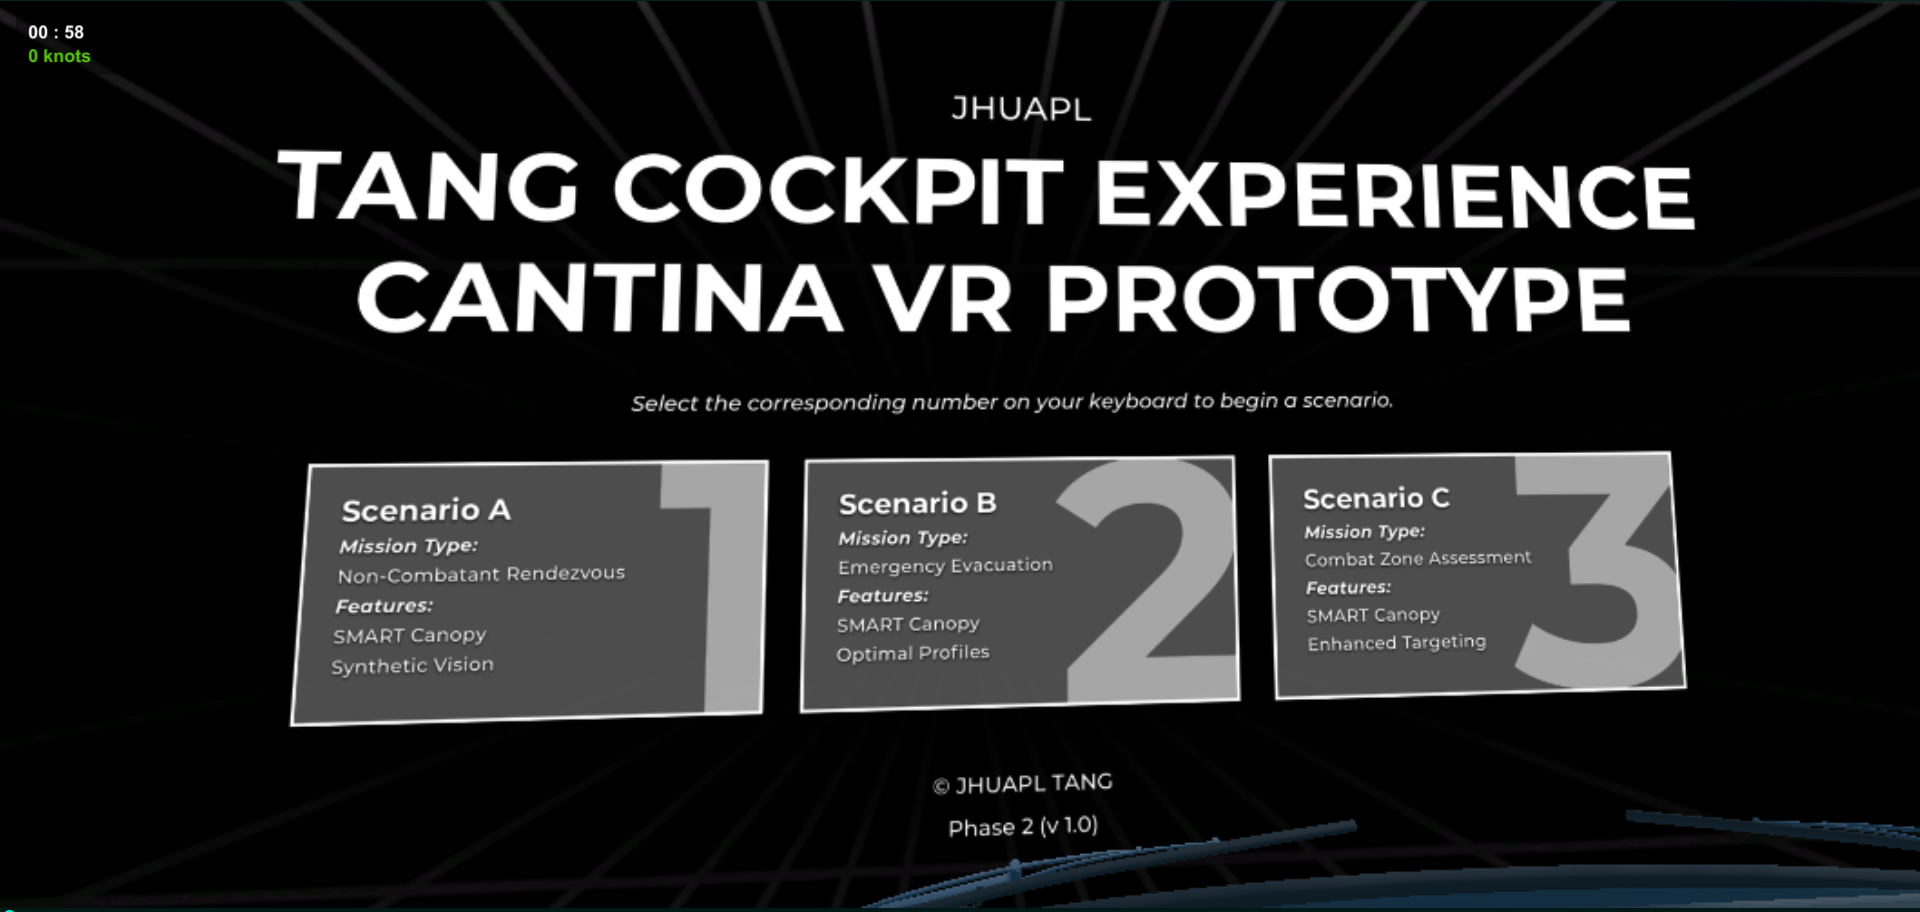 00 : 58
0 knots
JHUAPL
TANG COCKPIT EXPERIENCE
CANTINA VR PROTOTYPE
Select the corresponding number on your keyboard to begin a scenario.
1
Scenario A
Mission Type:
Non-Combatant Rendezvous
Features:
SMART Canopy
Synthetic Vision
2
Scenario B
Mission Type:
Emergency Evacuation
Features:
SMART Canopy
Optimal Profiles
3
Scenario C
Mission Type:
Combat Zone Assessment
Features:
SMART Canopy
Enhanced Targeting
© JHUAPL TANG
Phase 2 (v 1.0)